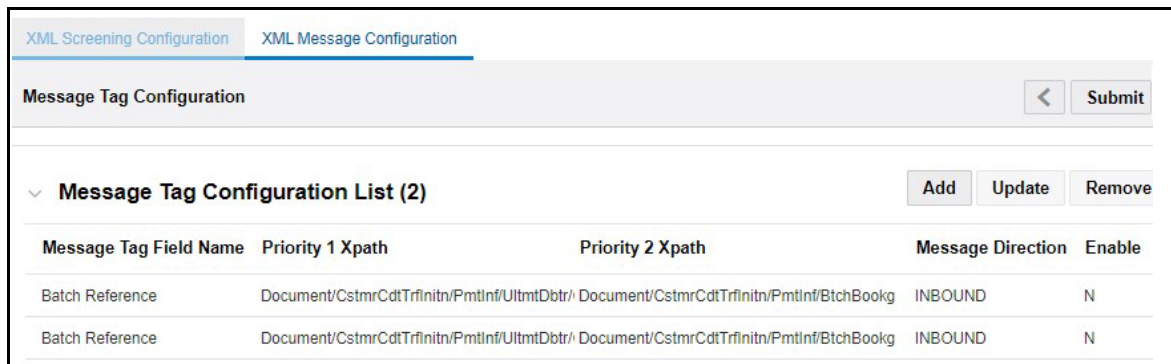 XML Screening Configuration XML Message Configuration
Message Tag Configuration < Submit
Message Tag Configuration List (2) Add Update Remove
Message Tag Field Name Priority 1 Xpath Priority 2 Xpath Message Direction Enable
Batch Reference Document/CstmrCdtTrfInitn/PmtInf/UltmtDbtr/ Document/CstmrCdtTrfInitn/PmtInf/BtchBookg INBOUND N
Batch Reference Document/CstmrCdtTrfInitn/PmtInf/UltmtDbtr/ Document/CstmrCdtTrfInitn/PmtInf/BtchBookg INBOUND N